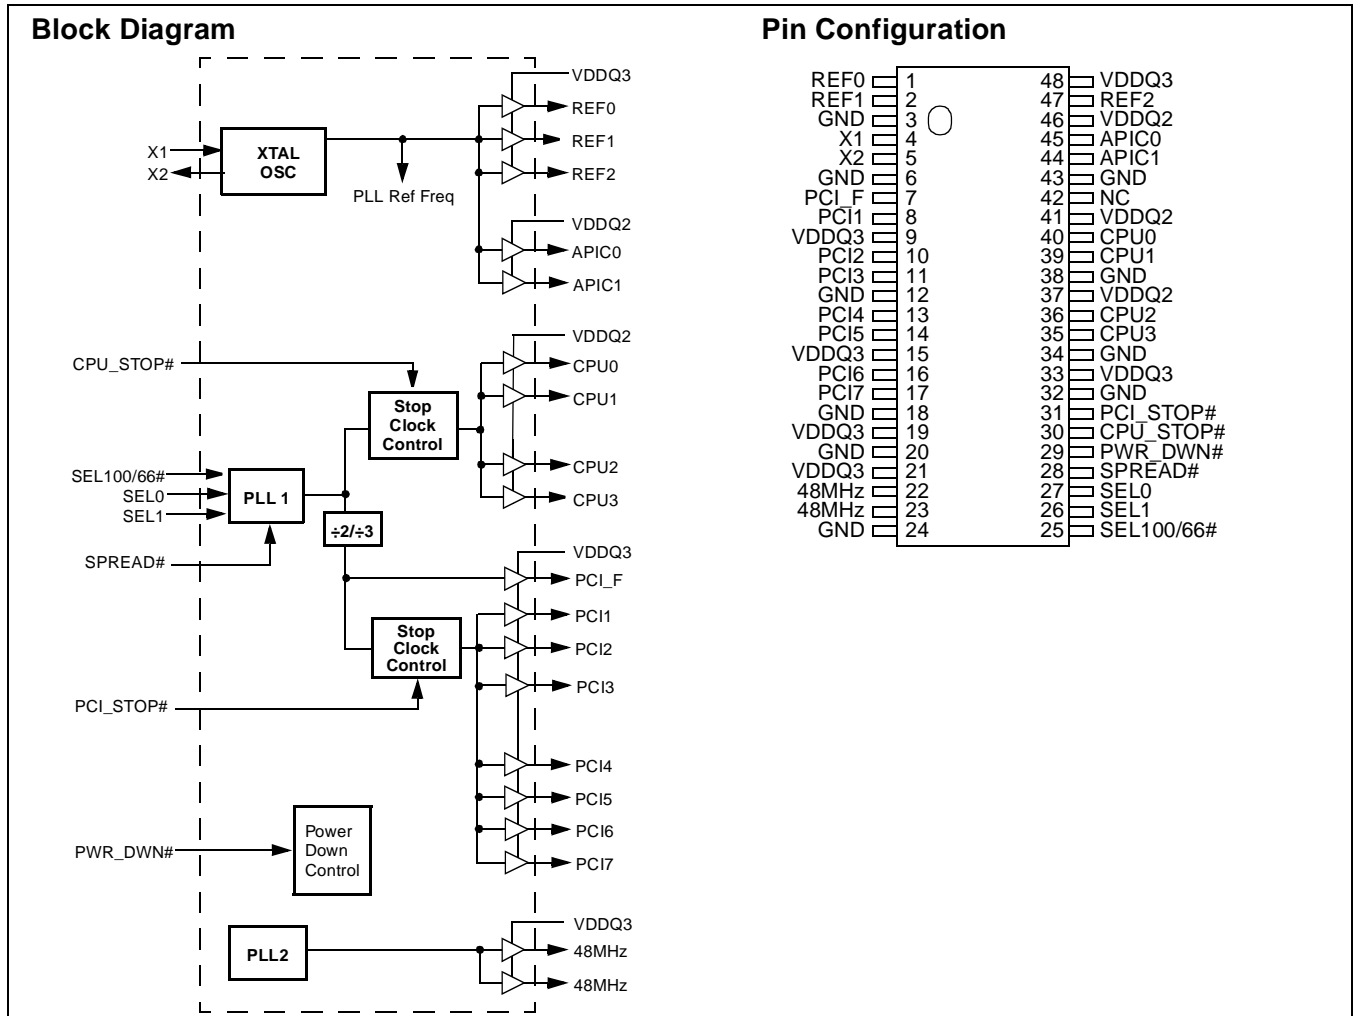 Block Diagram
VDDQ3
REF0
REF1
REF2
X1
X2
XTAL
OSC
PLL Ref Freq
VDDQ2
APIC0
APIC1
VDDQ2
CPU_STOP#
CPU0
CPU1
Stop
Clock
Control
CPU2
CPU3
SEL100/66#
SEL0
SEL1
PLL 1
÷2/÷3
SPREAD#
VDDQ3
PCI_F
PCI1
Stop
Clock
Control
PCI2
PCI3
PCI_STOP#
PCI4
PCI5
PCI6
PCI7
PWR_DWN#
Power
Down
Control
VDDQ3
PLL2
48MHz
48MHz
Pin Configuration
REF0 1 48 VDDQ3
REF1 2 47 REF2
GND 3 46 VDDQ2
X1 4 45 APIC0
X2 5 44 APIC1
GND 6 43 GND
PCI_F 7 42 NC
PCI1 8 41 VDDQ2
VDDQ3 9 40 CPU0
PCI2 10 39 CPU1
PCI3 11 38 GND
GND 12 37 VDDQ2
PCI4 13 36 CPU2
PCI5 14 35 CPU3
VDDQ3 15 34 GND
PCI6 16 33 VDDQ3
PCI7 17 32 GND
GND 18 31 PCI_STOP#
VDDQ3 19 30 CPU_STOP#
GND 20 29 PWR_DWN#
VDDQ3 21 28 SPREAD#
48MHz 22 27 SEL0
48MHz 23 26 SEL1
GND 24 25 SEL100/66#